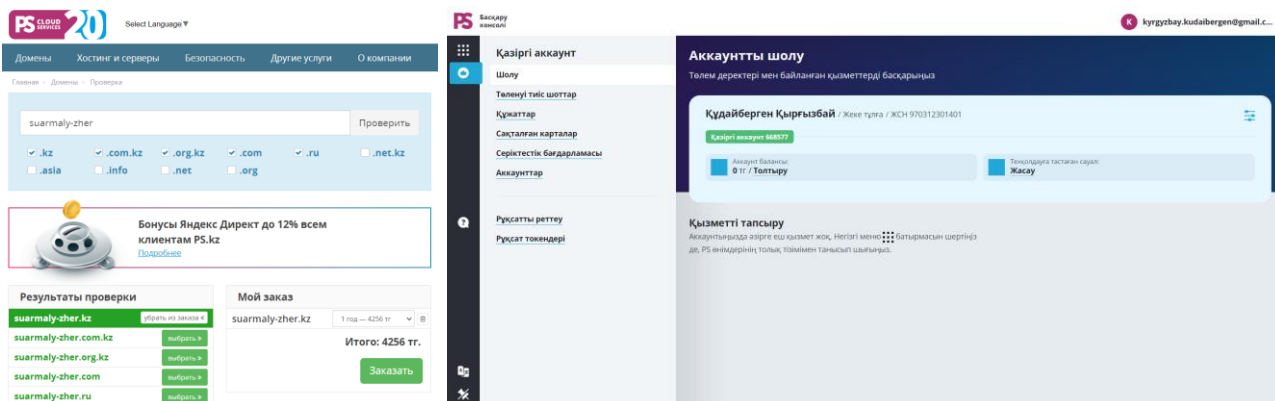 PS CLOUD SERVICES 20
Select Language▼
Домены Хостинг и серверы Безопасность Другие услуги О компании
Главная › Домены › Проверка
suarmaly-zher Проверить
.kz .com.kz .org.kz .com .ru .net.kz
.asia .info .net .org
Бонусы Яндекс Директ до 12% всем
клиентам PS.kz
Подробнее
Результаты проверки
suarmaly-zher.kz убрать из заказа
suarmaly-zher.com.kz выбрать »
suarmaly-zher.org.kz выбрать »
suarmaly-zher.com выбрать »
suarmaly-zher.ru выбрать »
Мой заказ
suarmaly-zher.kz 1 год — 4256 тг
Итого: 4256 тг.
Заказать
PS Басқару
консолі
K kyrgyzbay.kudaibergen@gmail.c...
Қазіргі аккаунт
Шолу
Төленуі тиіс шоттар
Құжаттар
Сақталған карталар
Серіктестік бағдарламасы
Аккаунттар
Рұқсатты реттеу
Рұқсат токендері
Аккаунтты шолу
Төлем деректері мен байланған қызметтерді басқарыңыз
Құдайберген Қырғызбай / Жеке тұлға / ЖСН 970312301401
Қазіргі аккаунт 668577
Аккаунт балансы:
0 тг / Толтыру
Техқолдауға тастаған сауал:
Жасау
Қызметті тапсыру
Аккаунтыңызда әзірге еш қызмет жоқ. Негізгі меню батырмасын шертіңіз
де, PS өнімдерінің толық тізімімен танысып шығыңыз.